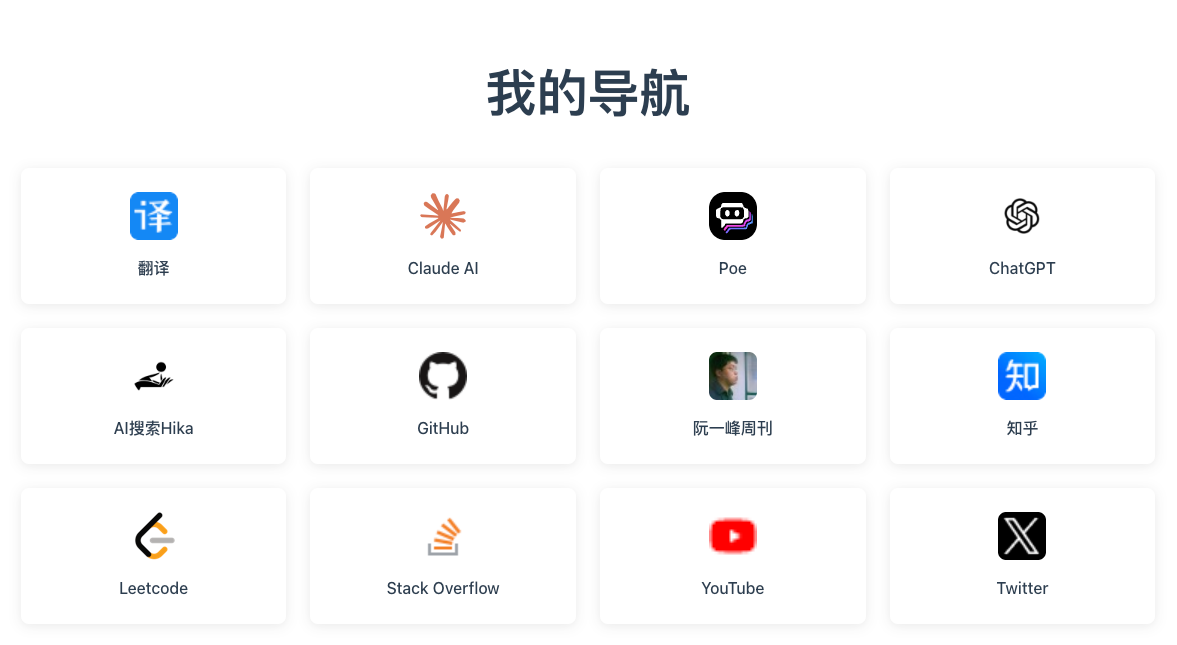 我的导航
译
翻译
Claude AI
Poe
ChatGPT
AI搜索Hika
GitHub
阮一峰周刊
知
知乎
Leetcode
Stack Overflow
YouTube
X
Twitter